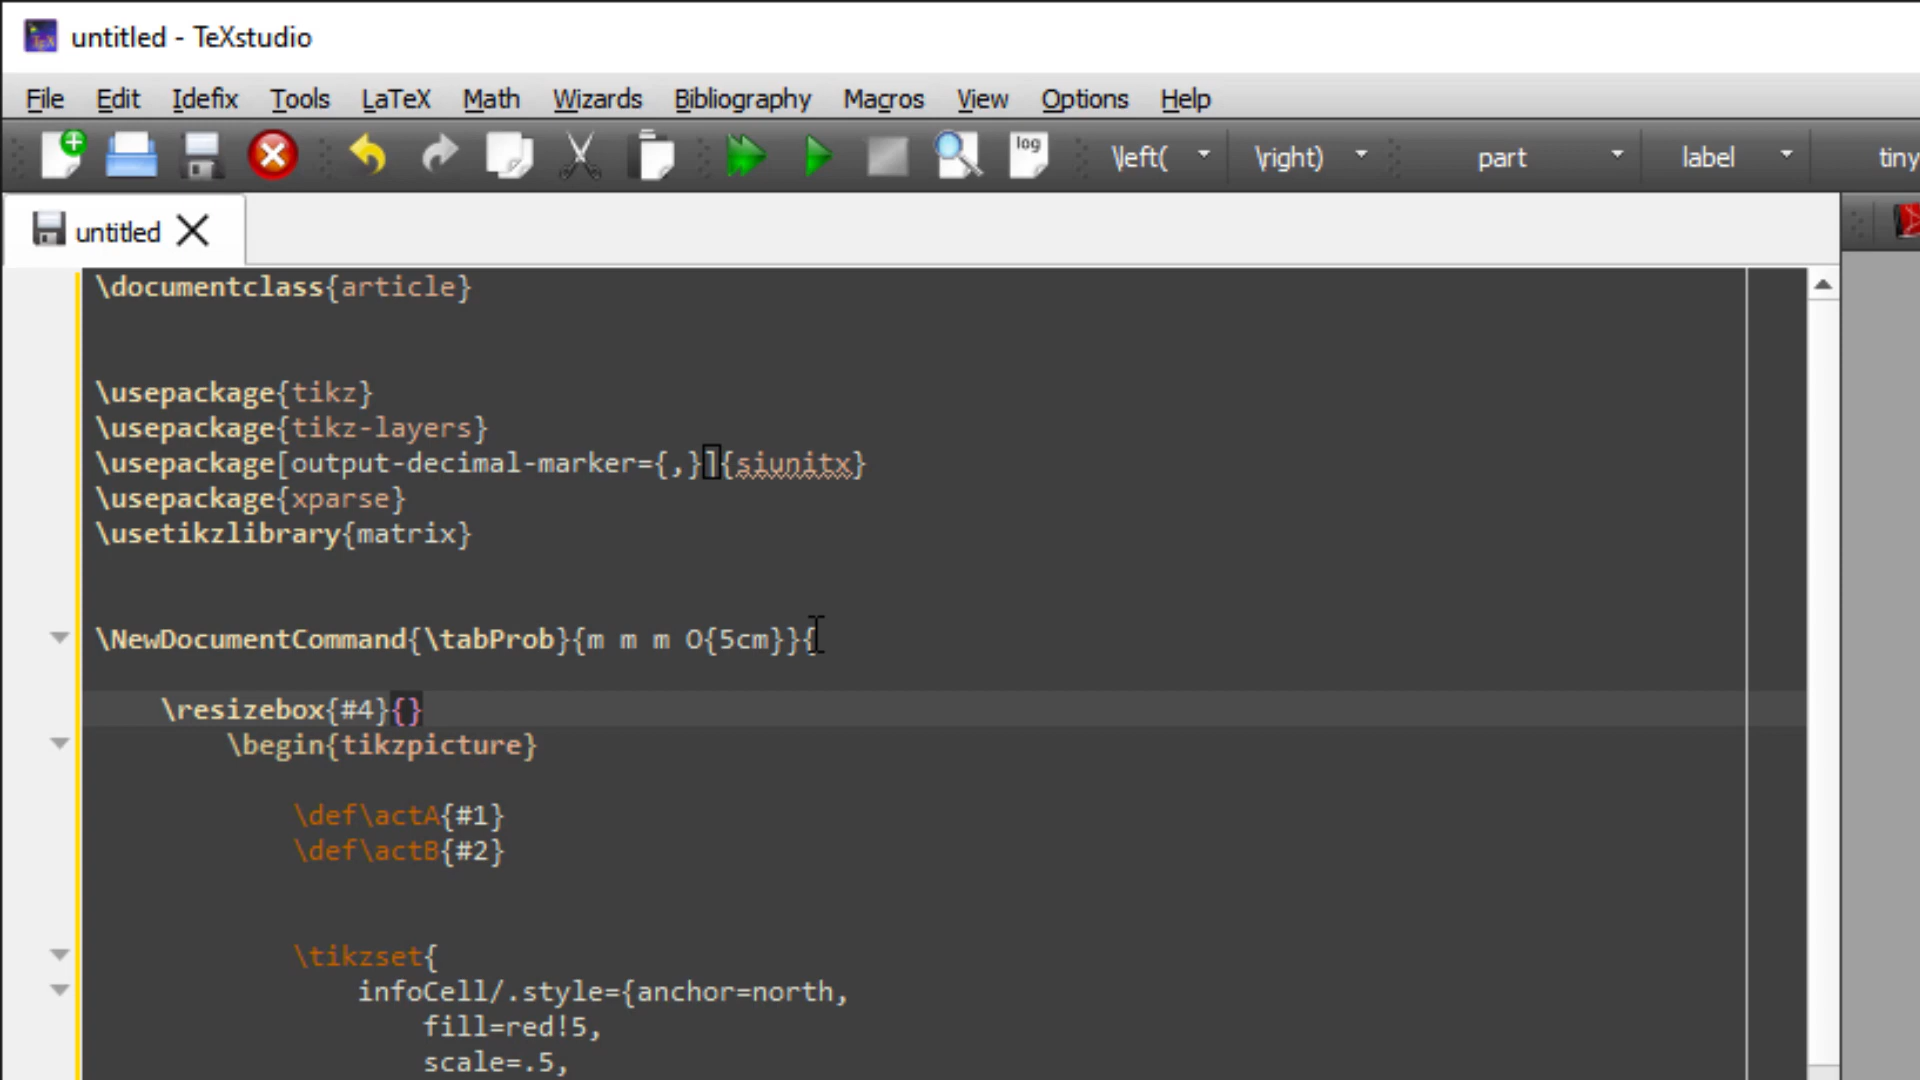 untitled - TeXstudio
File Edit Idefix Tools LaTeX Math Wizards Bibliography Macros View Options Help
log \left( \right) part label tiny
untitled
\documentclass{article}
\usepackage{tikz}
\usepackage{tikz-layers}
\usepackage[output-decimal-marker={,}]{siunitx}
\usepackage{xparse}
\usetikzlibrary{matrix}
\NewDocumentCommand{\tabProb}{m m m O{5cm}}{
\resizebox{#4}{}
\begin{tikzpicture}
\def\actA{#1}
\def\actB{#2}
\tikzset{
infoCell/.style={anchor=north,
fill=red!5,
scale=.5,